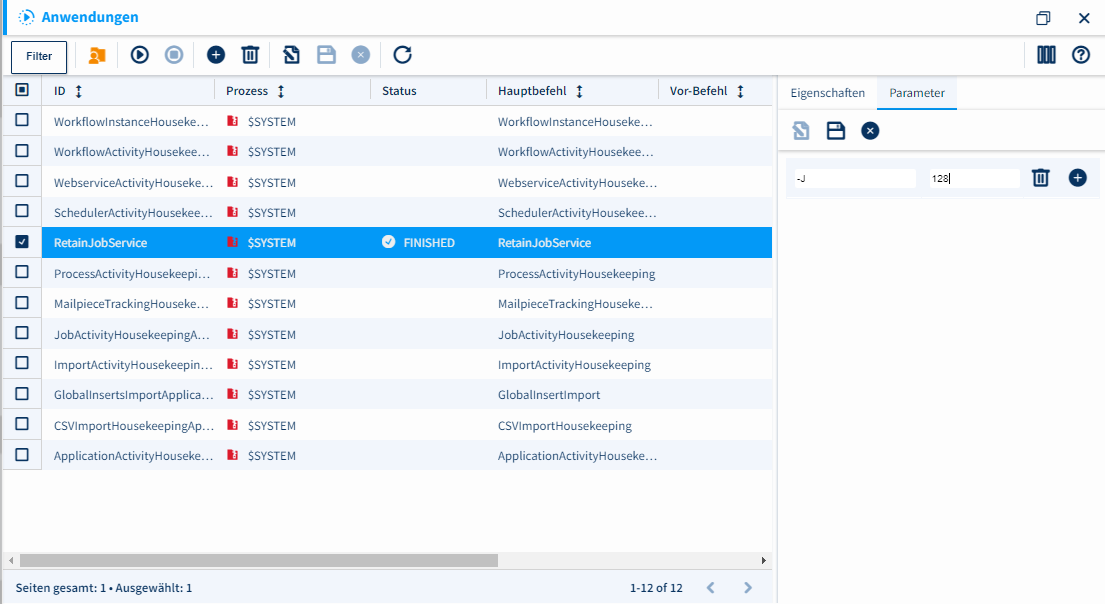 Anwendungen
Filter
ID Prozess Status Hauptbefehl Vor-Befehl
WorkflowInstanceHouseke… $SYSTEM WorkflowInstanceHouseke…
WorkflowActivityHousekee… $SYSTEM WorkflowActivityHousekee…
WebserviceActivityHouseke… $SYSTEM WebserviceActivityHouseke…
SchedulerActivityHousekee… $SYSTEM SchedulerActivityHousekee…
RetainJobService $SYSTEM FINISHED RetainJobService
ProcessActivityHousekeepi… $SYSTEM ProcessActivityHousekeeping
MailpieceTrackingHouseke… $SYSTEM MailpieceTrackingHouseke…
JobActivityHousekeepingA… $SYSTEM JobActivityHousekeeping
ImportActivityHousekeepin… $SYSTEM ImportActivityHousekeeping
GlobalInsertsImportApplica… $SYSTEM GlobalInsertImport
CSVImportHousekeepingAp… $SYSTEM CSVImportHousekeeping
ApplicationActivityHouseke… $SYSTEM ApplicationActivityHouseke…
Seiten gesamt: 1 • Ausgewählt: 1 1-12 of 12
Eigenschaften Parameter
-J 128